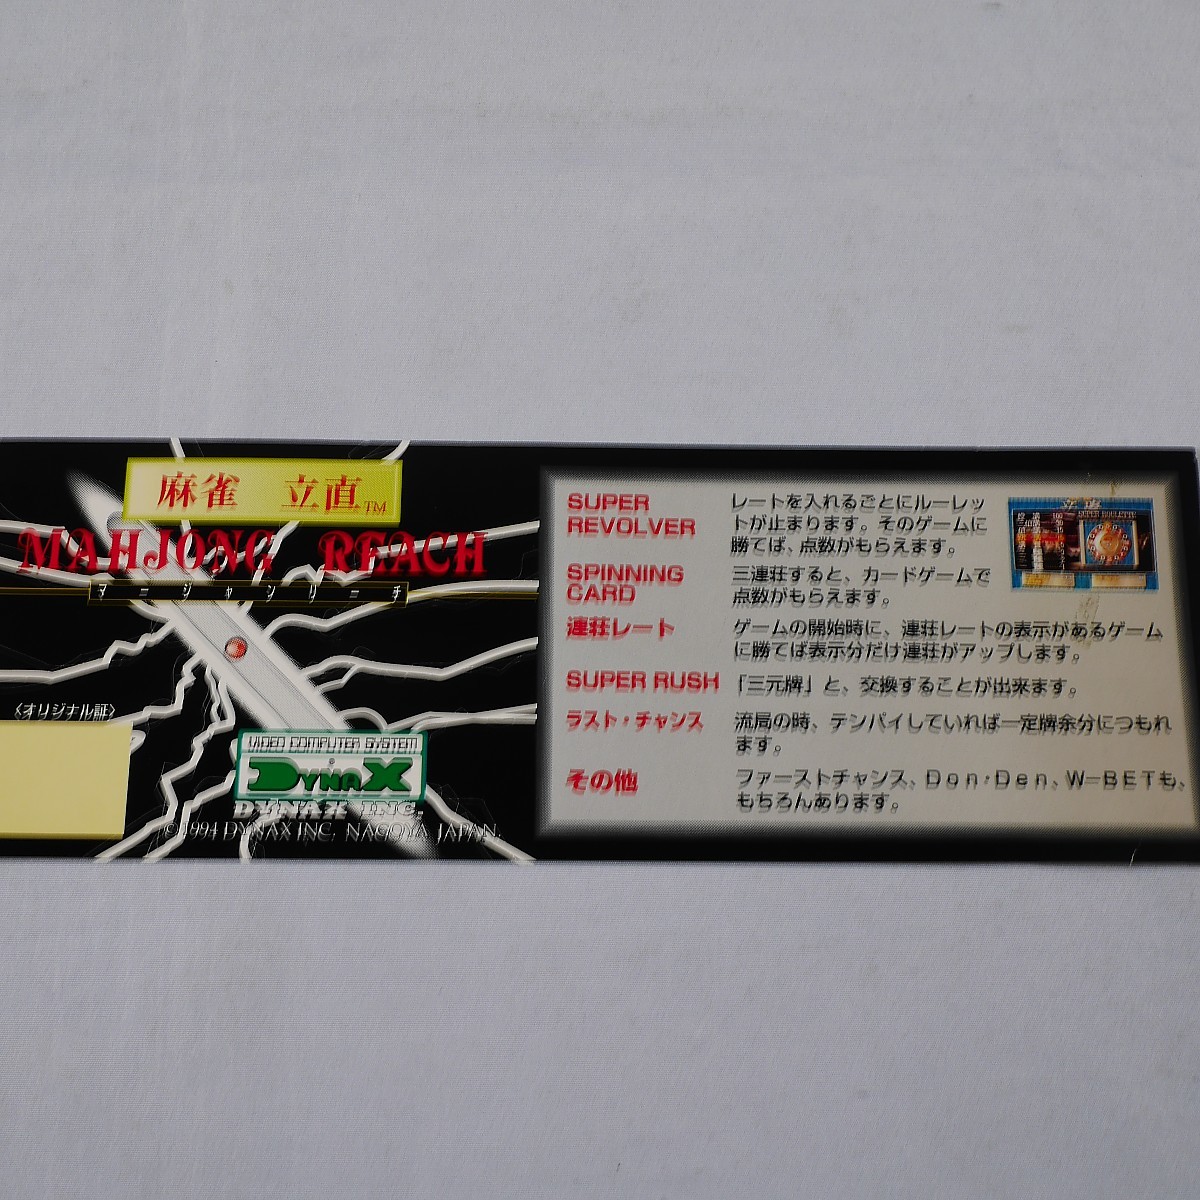 麻雀 立直TM
MAHJONG REACH
マージャンリーチ
〈オリジナル証〉
VIDEO COMPUTER SYSTEM
DYNAX
DYNAX INC.
©1994 DYNAX INC. NAGOYA, JAPAN.
SUPER REVOLVER
レートを入れるごとにルーレッ
トが止まります。そのゲームに
勝てば、点数がもらえます。
SPINNING CARD
三連荘すると、カードゲームで
点数がもらえます。
連荘レート
ゲームの開始時に、連荘レートの表示があるゲーム
に勝てば表示分だけ連荘がアップします。
SUPER RUSH
「三元牌」と、交換することが出来ます。
ラスト・チャンス
流局の時、テンパイしていれば一定牌余分につもれ
ます。
その他
ファーストチャンス、Don・Den、W-BETも、
もちろんあります。
SUPER ROULETTE